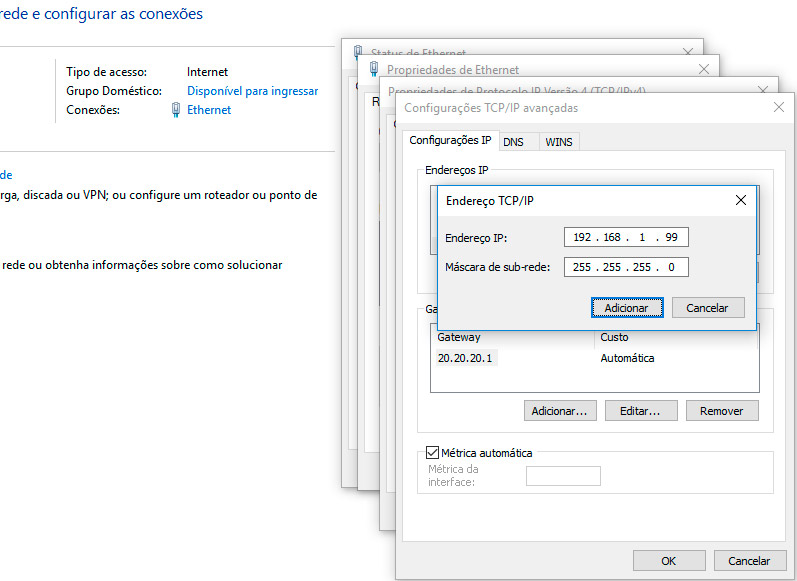 rede e configurar as conexões
Tipo de acesso: Internet
Grupo Doméstico: Disponível para ingressar
Conexões: Ethernet
de
rga, discada ou VPN; ou configure um roteador ou ponto de
rede ou obtenha informações sobre como solucionar
Status de Ethernet
Propriedades de Ethernet
R
Propriedades de Protocolo IP Versão 4 (TCP/IPv4)
Configurações TCP/IP avançadas
Configurações IP DNS WINS
Endereços IP
Endereço TCP/IP
Endereço IP: 192 . 168 . 1 . 99
Máscara de sub-rede: 255 . 255 . 255 . 0
Adicionar Cancelar
Ga
Gateway Custo
20.20.20.1 Automática
Adicionar... Editar... Remover
Métrica automática
Métrica da
interface:
OK Cancelar